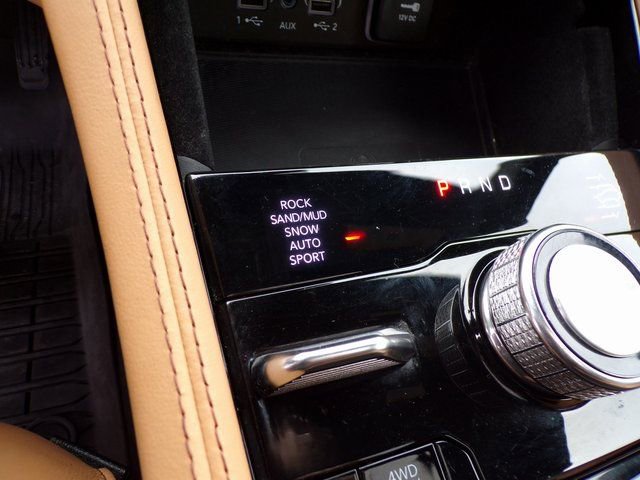 1 AUX 2
12V DC
P R N D
ROCK
SAND/MUD
SNOW
AUTO
SPORT
4WD